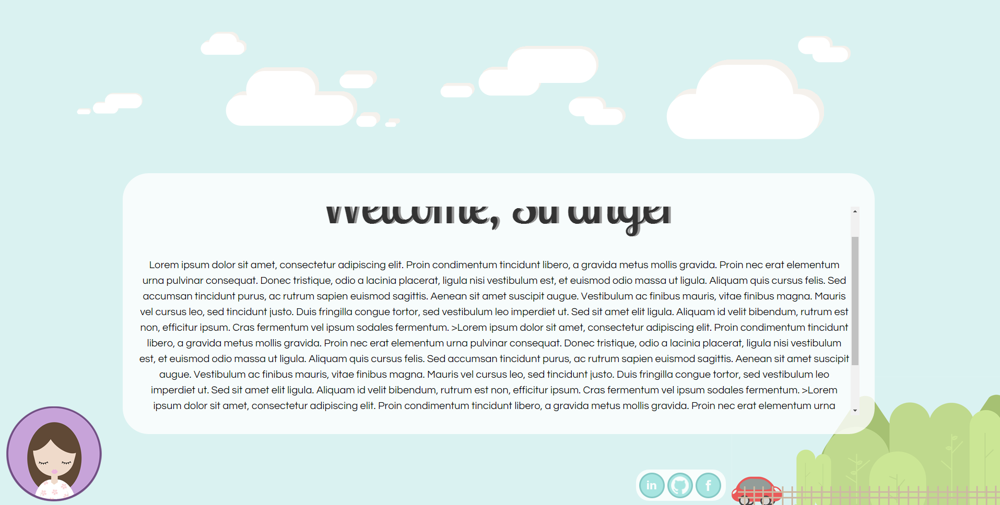 Welcome, Stranger
Lorem ipsum dolor sit amet, consectetur adipiscing elit. Proin condimentum tincidunt libero, a gravida metus mollis gravida. Proin nec erat elementum
urna pulvinar consequat. Donec tristique, odio a lacinia placerat, ligula nisi vestibulum est, et euismod odio massa ut ligula. Aliquam quis cursus felis. Sed
accumsan tincidunt purus, ac rutrum sapien euismod sagittis. Aenean sit amet suscipit augue. Vestibulum ac finibus mauris, vitae finibus magna. Mauris
vel cursus leo, sed tincidunt justo. Duis fringilla congue tortor, sed vestibulum leo imperdiet ut. Sed sit amet elit ligula. Aliquam id velit bibendum, rutrum est
non, efficitur ipsum. Cras fermentum vel ipsum sodales fermentum. >Lorem ipsum dolor sit amet, consectetur adipiscing elit. Proin condimentum tincidunt
libero, a gravida metus mollis gravida. Proin nec erat elementum urna pulvinar consequat. Donec tristique, odio a lacinia placerat, ligula nisi vestibulum
est, et euismod odio massa ut ligula. Aliquam quis cursus felis. Sed accumsan tincidunt purus, ac rutrum sapien euismod sagittis. Aenean sit amet suscipit
augue. Vestibulum ac finibus mauris, vitae finibus magna. Mauris vel cursus leo, sed tincidunt justo. Duis fringilla congue tortor, sed vestibulum leo
imperdiet ut. Sed sit amet elit ligula. Aliquam id velit bibendum, rutrum est non, efficitur ipsum. Cras fermentum vel ipsum sodales fermentum. >Lorem
ipsum dolor sit amet, consectetur adipiscing elit. Proin condimentum tincidunt libero, a gravida metus mollis gravida. Proin nec erat elementum urna
in f